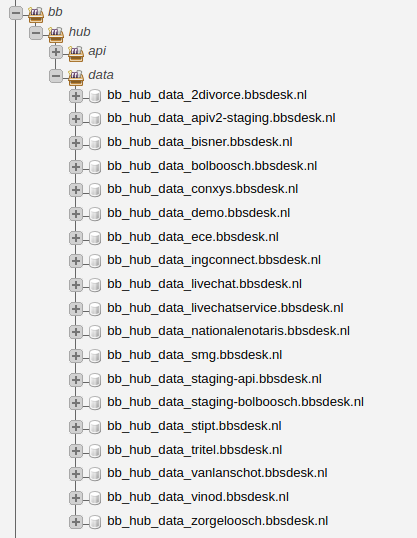 bb
hub
api
data
bb_hub_data_2divorce.bbsdesk.nl
bb_hub_data_apiv2-staging.bbsdesk.nl
bb_hub_data_bisner.bbsdesk.nl
bb_hub_data_bolboosch.bbsdesk.nl
bb_hub_data_conxys.bbsdesk.nl
bb_hub_data_demo.bbsdesk.nl
bb_hub_data_ece.bbsdesk.nl
bb_hub_data_ingconnect.bbsdesk.nl
bb_hub_data_livechat.bbsdesk.nl
bb_hub_data_livechatservice.bbsdesk.nl
bb_hub_data_nationalenotaris.bbsdesk.nl
bb_hub_data_smg.bbsdesk.nl
bb_hub_data_staging-api.bbsdesk.nl
bb_hub_data_staging-bolboosch.bbsdesk.nl
bb_hub_data_stipt.bbsdesk.nl
bb_hub_data_tritel.bbsdesk.nl
bb_hub_data_vanlanschot.bbsdesk.nl
bb_hub_data_vinod.bbsdesk.nl
bb_hub_data_zorgeloosch.bbsdesk.nl